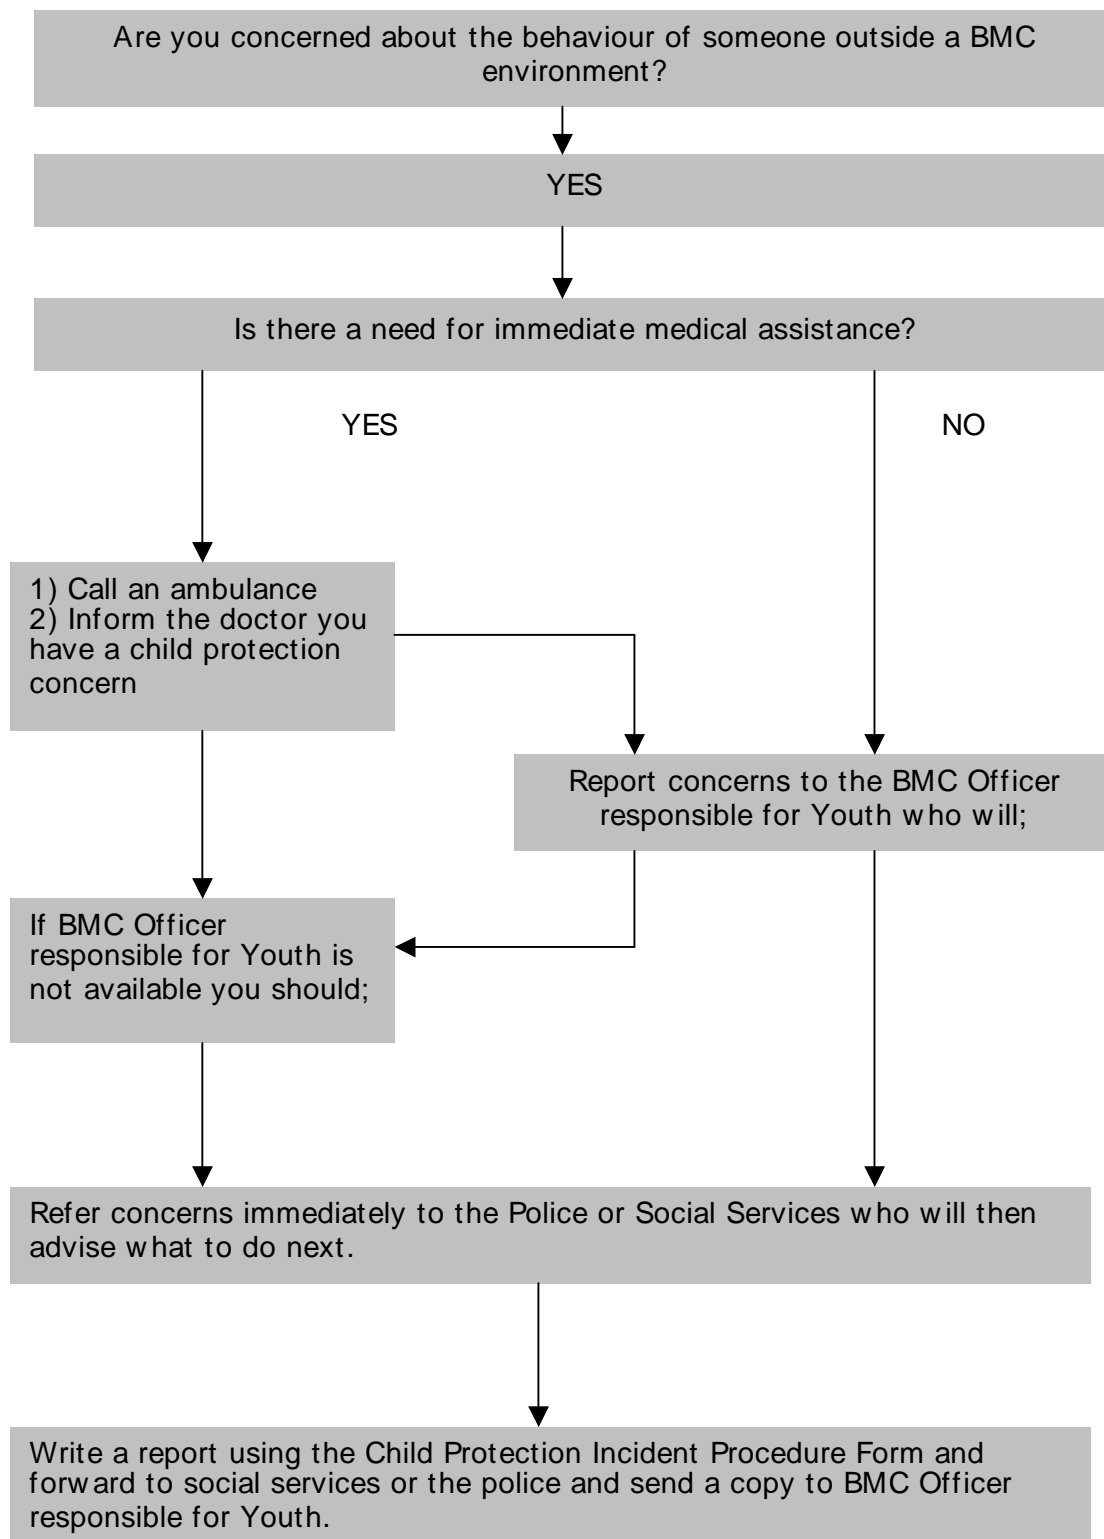 Are you concerned about the behaviour of someone outside a BMC
environment?
YES
Is there a need for immediate medical assistance?
YES
NO
1) Call an ambulance
2) Inform the doctor you
have a child protection
concern
Report concerns to the BMC Officer
responsible for Youth who will;
If BMC Officer
responsible for Youth is
not available you should;
Refer concerns immediately to the Police or Social Services who will then
advise what to do next.
Write a report using the Child Protection Incident Procedure Form and
forward to social services or the police and send a copy to BMC Officer
responsible for Youth.